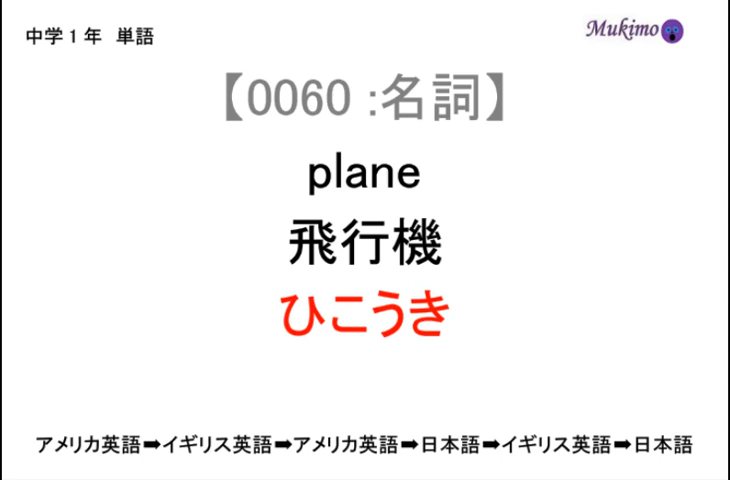 中学1年 単語
Mukimo
【0060 :名詞】
plane
飛行機
ひこうき
アメリカ英語➡イギリス英語➡アメリカ英語➡日本語➡イギリス英語➡日本語